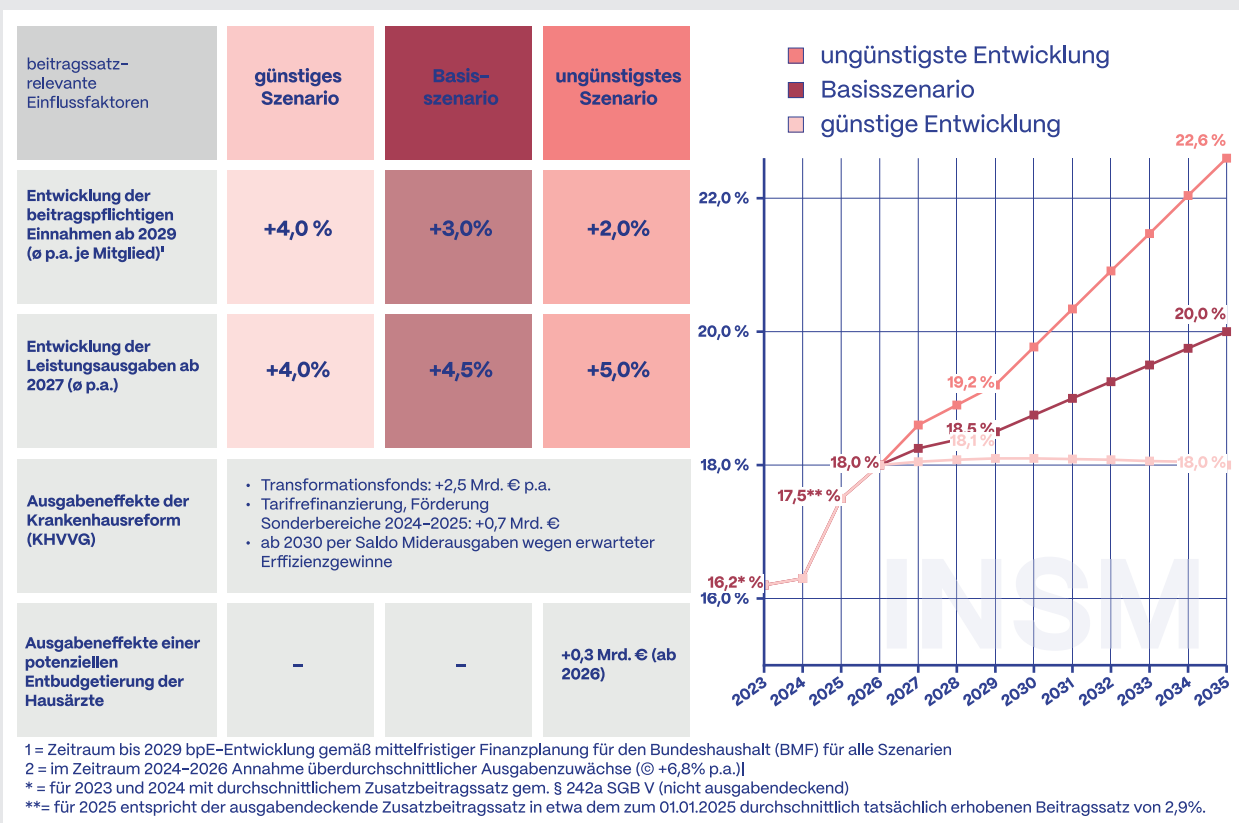 beitragssatz-
relevante
Einflussfaktoren
günstiges
Szenario
Basis-
szenario
ungünstigstes
Szenario
Entwicklung der
beitragspflichtigen
Einnahmen ab 2029
(ø p.a. je Mitglied)¹
+4,0 %
+3,0%
+2,0%
Entwicklung der
Leistungsausgaben ab
2027 (ø p.a.)
+4,0%
+4,5%
+5,0%
Ausgabeneffekte der
Krankenhausreform
(KHVVG)
• Transformationsfonds: +2,5 Mrd. € p.a.
• Tarifrefinanzierung, Förderung
Sonderbereiche 2024–2025: +0,7 Mrd. €
• ab 2030 per Saldo Miderausgaben wegen erwarteter
Erffizienzgewinne
Ausgabeneffekte einer
potenziellen
Entbudgetierung der
Hausärzte
–
–
+0,3 Mrd. € (ab
2026)
ungünstigste Entwicklung
Basisszenario
günstige Entwicklung
22,6 %
22,0 %
20,0 %
20,0 %
19,2 %
18,5 %
18,1 %
18,0 %
18,0 %
18,0 %
17,5** %
16,2* %
16,0 %
INSM
2023
2024
2025
2026
2027
2028
2029
2030
2031
2032
2033
2034
2035
1 = Zeitraum bis 2029 bpE-Entwicklung gemäß mittelfristiger Finanzplanung für den Bundeshaushalt (BMF) für alle Szenarien
2 = im Zeitraum 2024–2026 Annahme überdurchschnittlicher Ausgabenzuwächse (© +6,8% p.a.)|
* = für 2023 und 2024 mit durchschnittlichem Zusatzbeitragssatz gem. § 242a SGB V (nicht ausgabendeckend)
**= für 2025 entspricht der ausgabendeckende Zusatzbeitragssatz in etwa dem zum 01.01.2025 durchschnittlich tatsächlich erhobenen Beitragssatz von 2,9%.